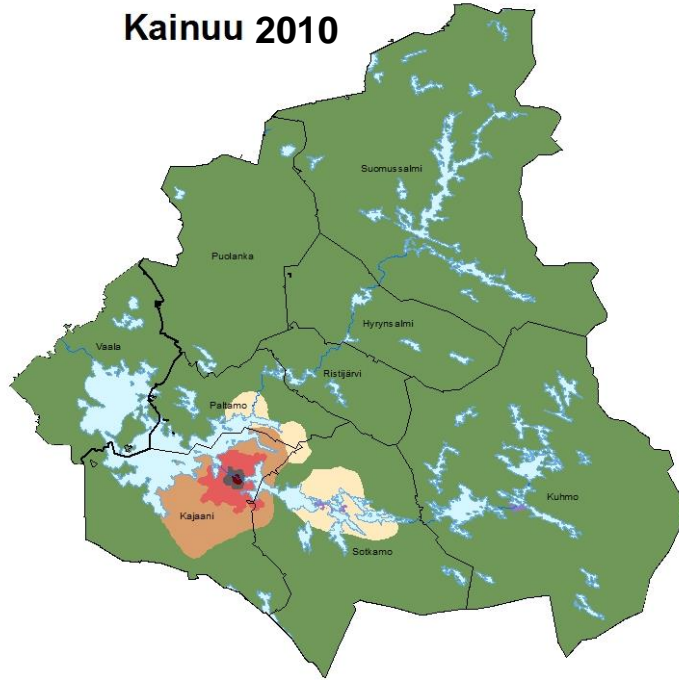 Kainuu 2010
Suomussalmi
Puolanka
Hyrynsalmi
Vaala
Ristijärvi
Paltamo
Kuhmo
Kajaani
Sotkamo